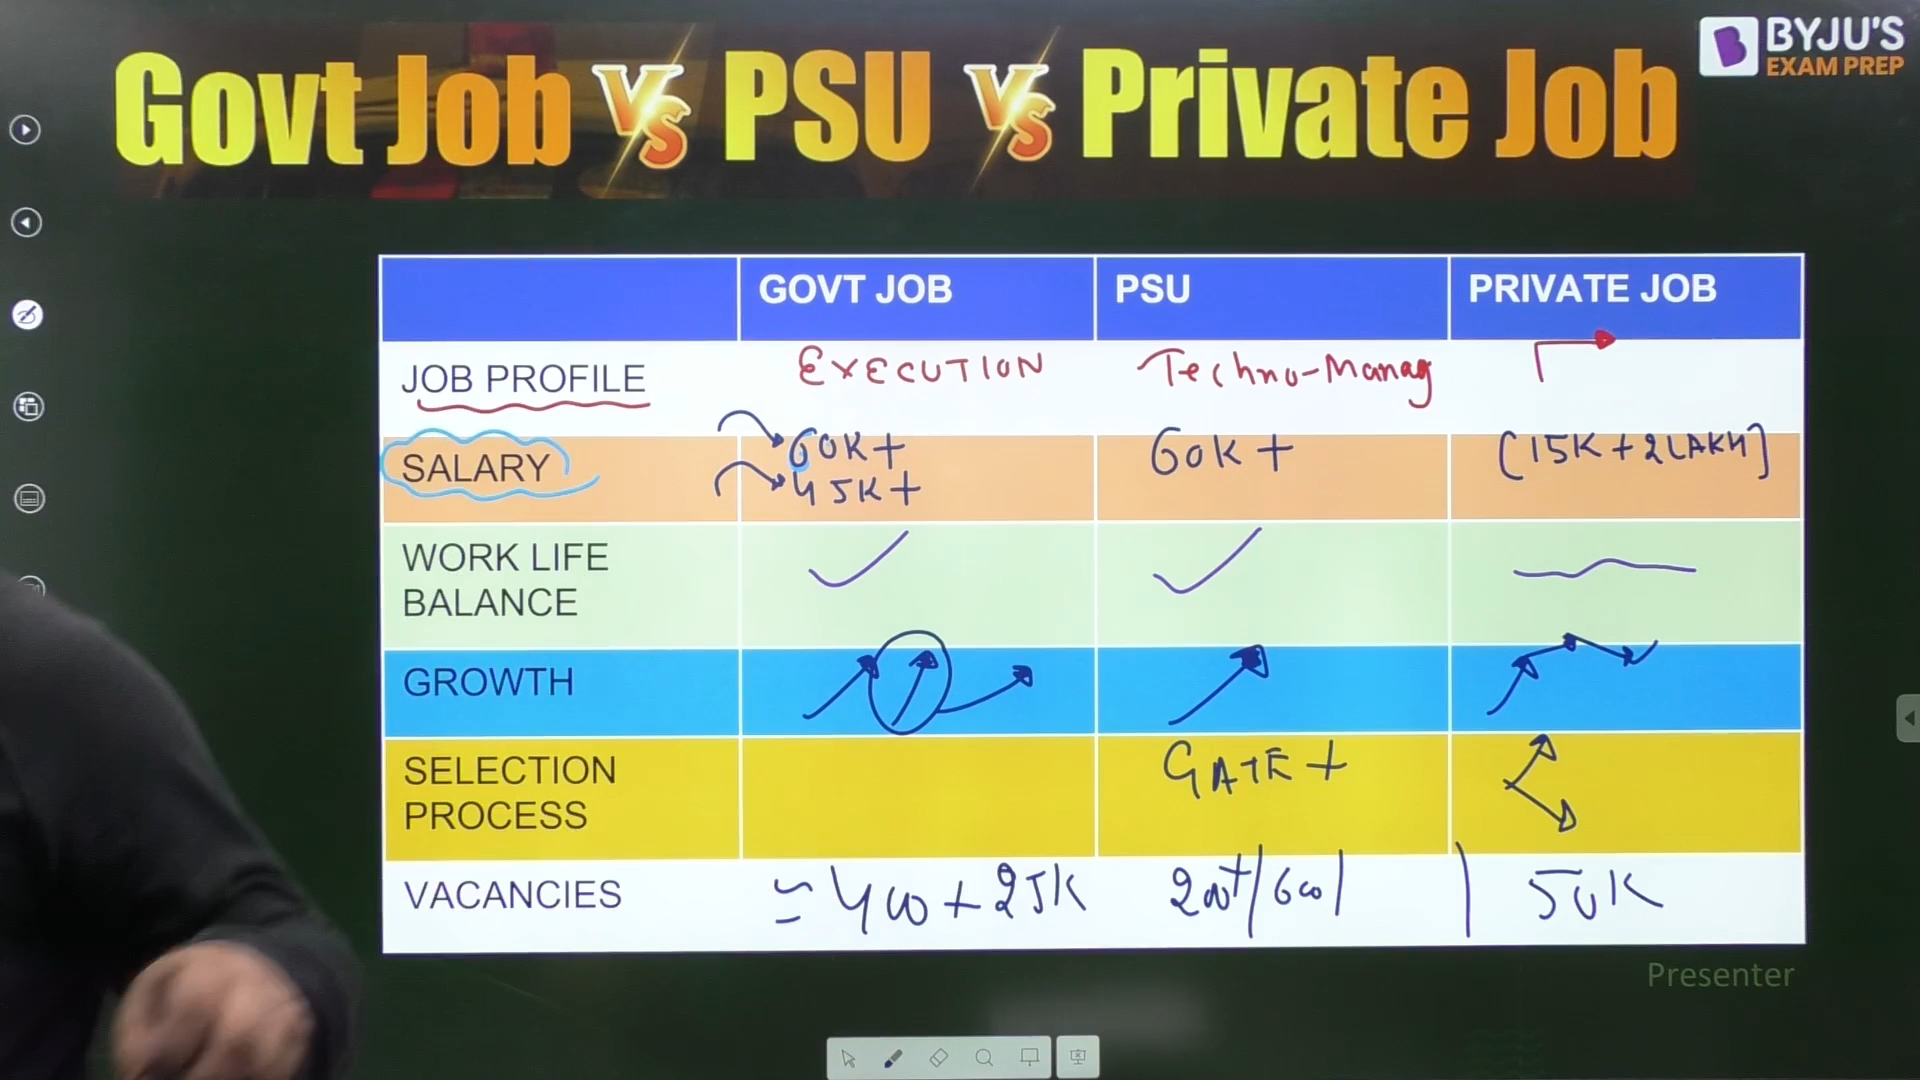 Govt Job VS PSU VS Private Job
BYJU'S
EXAM PREP
GOVT JOB PSU PRIVATE JOB
JOB PROFILE EXECUTION Techno-Manag
SALARY 60K+ 60K+ [15K+2LAKH]
45K+
WORK LIFE
BALANCE
GROWTH
SELECTION
PROCESS
GATE+
VACANCIES ≃400+25K 200+/600/ 50K
Presenter